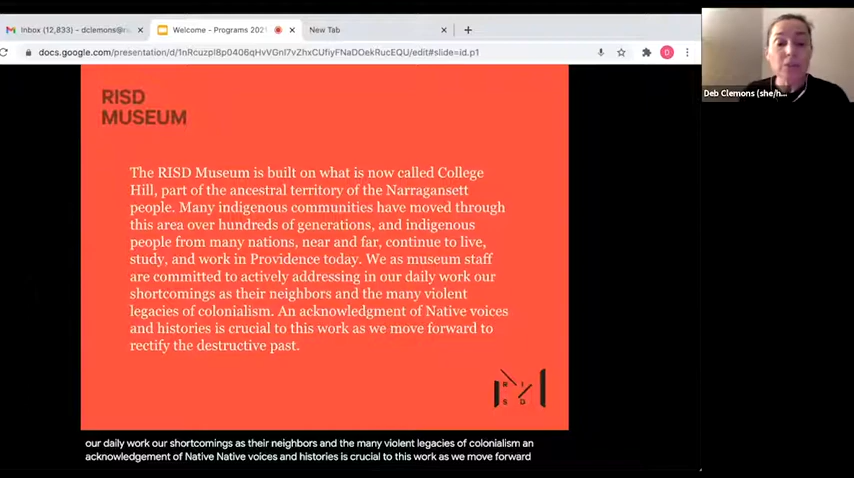 Inbox (12,833) - dclemons@ri
Welcome - Programs 2021
New Tab
docs.google.com/presentation/d/1nRcuzpl8p0406qHvVGnl7vZhxCUfiyFNaDOekRucEQU/edit#slide=id.p1
D
Deb Clemons (she/h...
RISD
MUSEUM
The RISD Museum is built on what is now called College
Hill, part of the ancestral territory of the Narragansett
people. Many indigenous communities have moved through
this area over hundreds of generations, and indigenous
people from many nations, near and far, continue to live,
study, and work in Providence today. We as museum staff
are committed to actively addressing in our daily work our
shortcomings as their neighbors and the many violent
legacies of colonialism. An acknowledgment of Native voices
and histories is crucial to this work as we move forward to
rectify the destructive past.
R I
S D
our daily work our shortcomings as their neighbors and the many violent legacies of colonialism an
acknowledgement of Native Native voices and histories is crucial to this work as we move forward